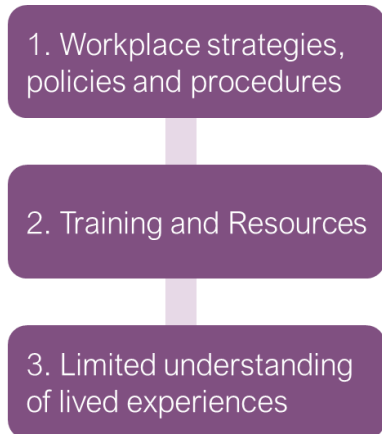 1. Workplace strategies,
policies and procedures
2. Training and Resources
3. Limited understanding
of lived experiences